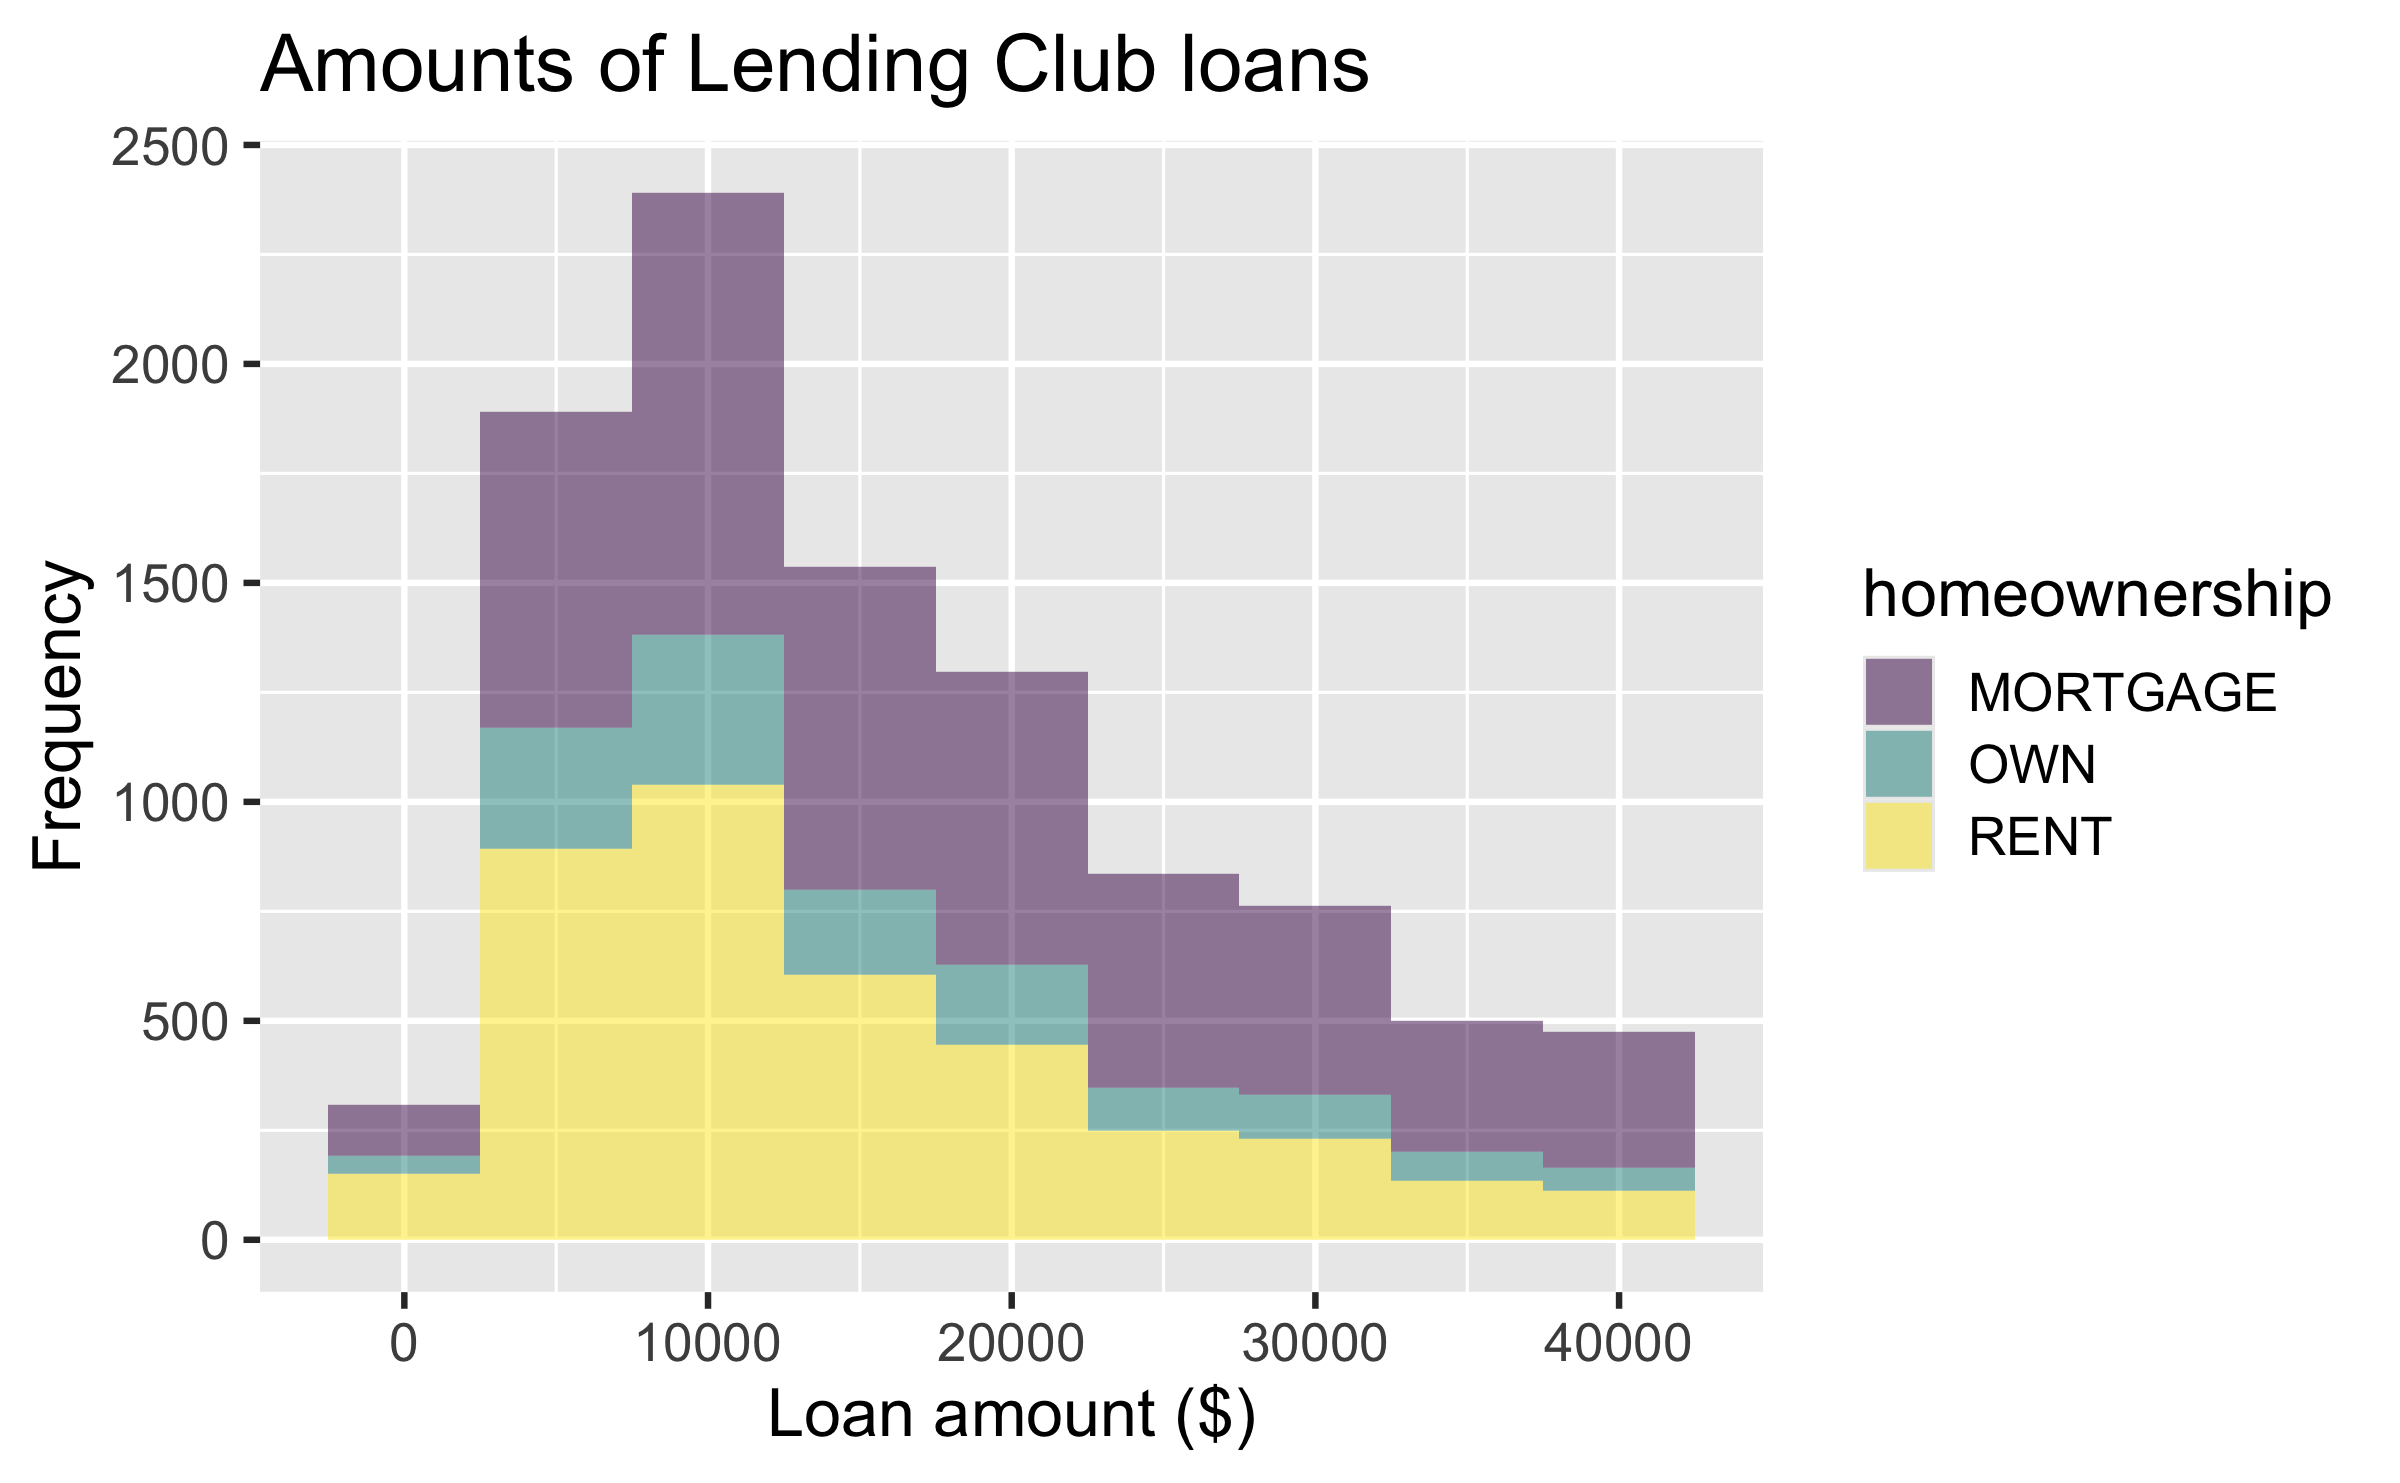 Amounts of Lending Club loans
2500
2000
1500
1000
500
0
Frequency
0 10000 20000 30000 40000
Loan amount ($)
homeownership
MORTGAGE
OWN
RENT